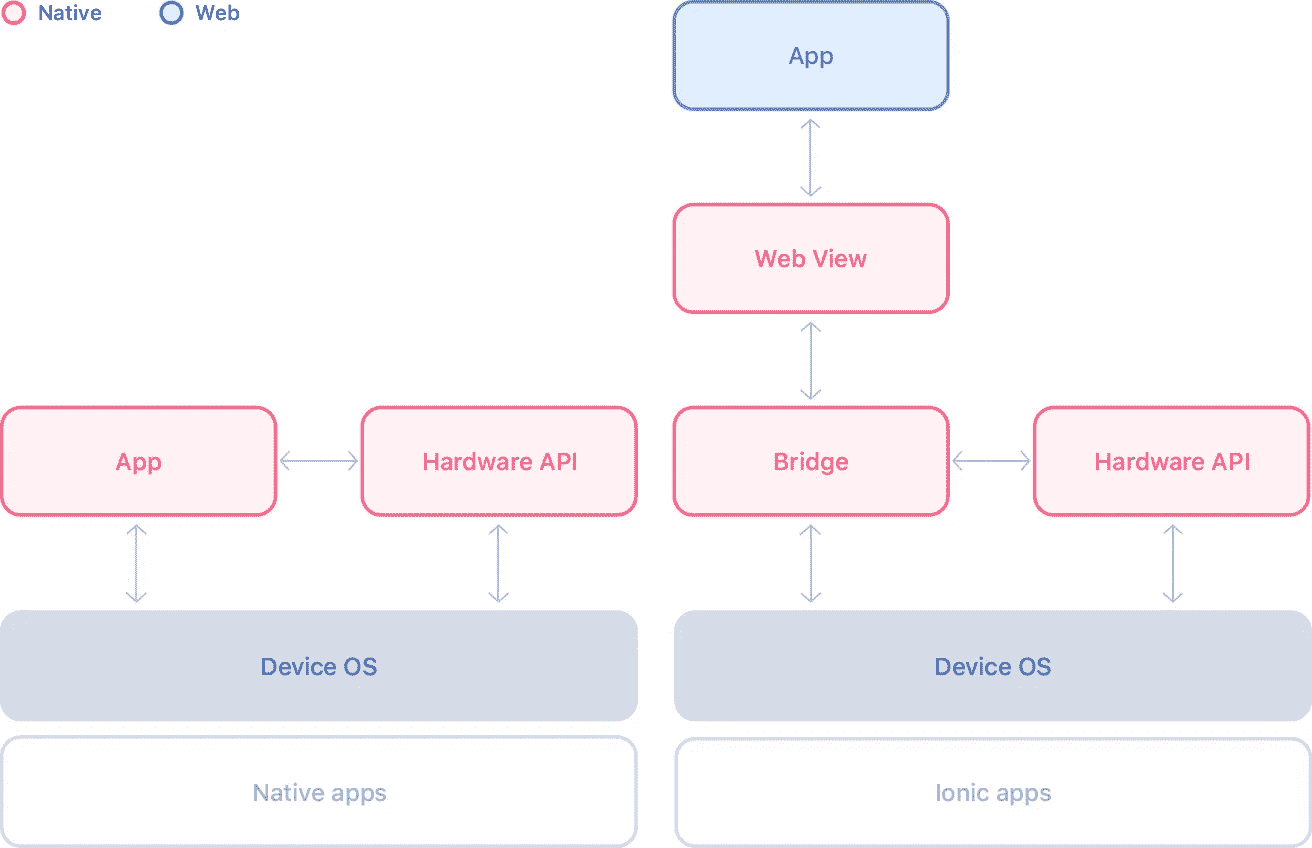 Native
Web
App
Web View
App
Hardware API
Bridge
Hardware API
Device OS
Device OS
Native apps
Ionic apps